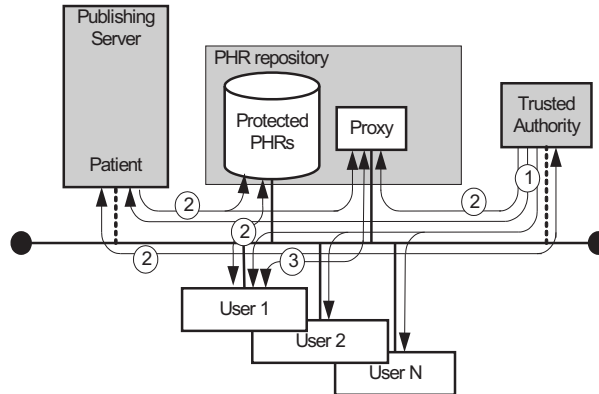 Publishing
Server
Patient
PHR repository
Protected
PHRs
Proxy
Trusted
Authority
1
2
2
2
2
3
User 1
User 2
User N